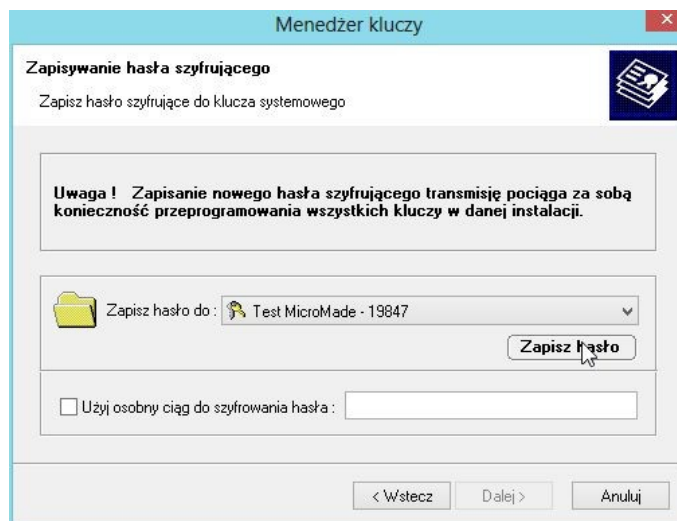 Menedżer kluczy
Zapisywanie hasła szyfrującego
Zapisz hasło szyfrujące do klucza systemowego
Uwaga ! Zapisanie nowego hasła szyfrującego transmisję pociąga za sobą
konieczność przeprogramowania wszystkich kluczy w danej instalacji.
Zapisz hasło do : Test MicroMade - 19847
Zapisz hasło
Użyj osobny ciąg do szyfrowania hasła :
< Wstecz Dalej > Anuluj